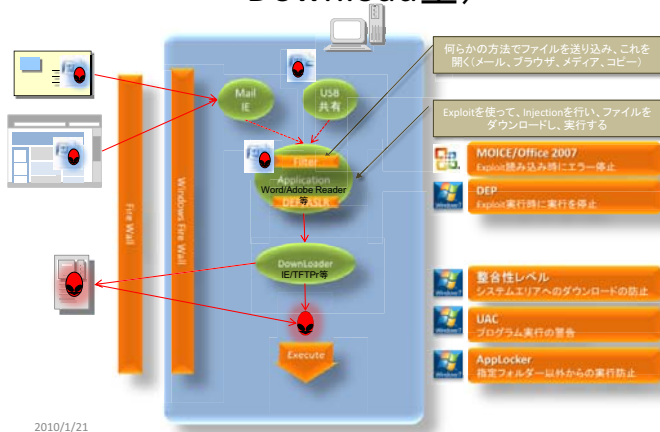 Download型）
何らかの方法でファイルを送り込み、これを
開く（メール、ブラウザ、メディア、コピー）
Mail
IE
USB
共有
Exploitを使って、Injectionを行い、ファイルを
ダウンロードし、実行する
Filter
Application
Word/Adobe Reader
等
DEP/ASLR
MOICE/Office 2007
Exploit読み込み時にエラー停止
DEP
Exploit実行時に実行を停止
Fire Wall
Windows Fire Wall
DownLoader
IE/TFTPr等
整合性レベル
システムエリアへのダウンロードの防止
UAC
プログラム実行の警告
Execute
AppLocker
指定フォルダー以外からの実行防止
2010/1/21